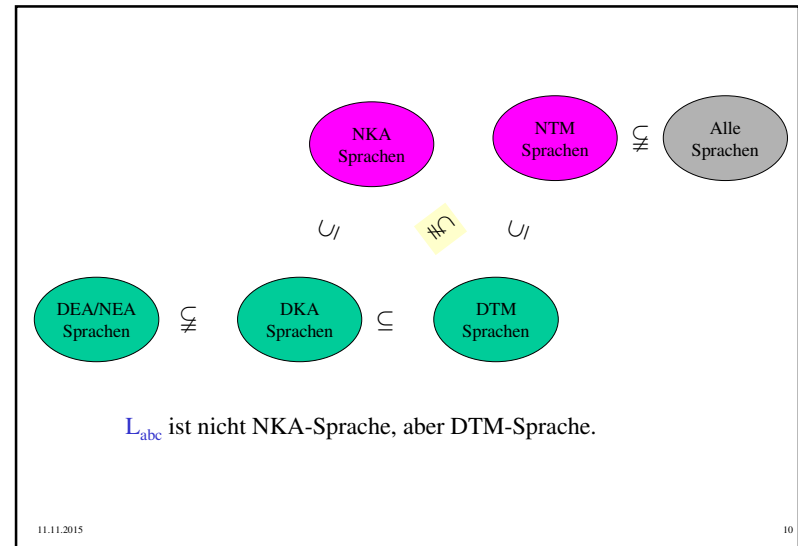 NKA
Sprachen
NTM
Sprachen
⊊
Alle
Sprachen
⊆
⊊
⊆
DEA/NEA
Sprachen
⊊
DKA
Sprachen
⊆
DTM
Sprachen
L_abc ist nicht NKA-Sprache, aber DTM-Sprache.
11.11.2015
10